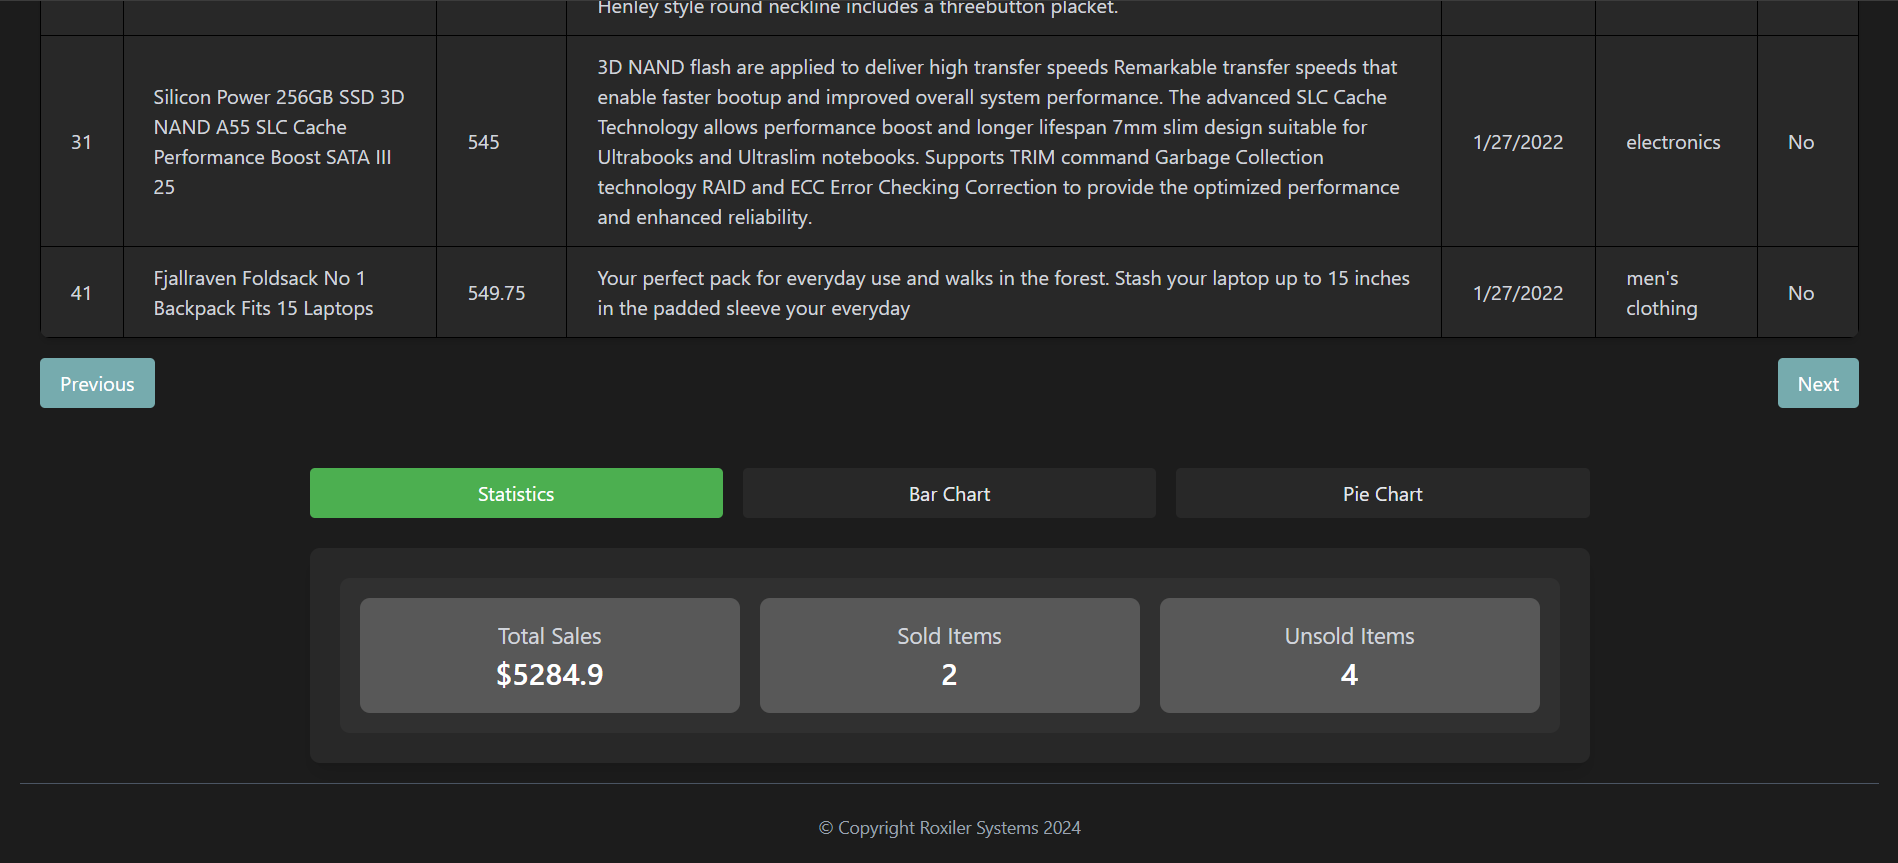 Henley style round neckline includes a threebutton placket.
31
Silicon Power 256GB SSD 3D
NAND A55 SLC Cache
Performance Boost SATA III
25
545
3D NAND flash are applied to deliver high transfer speeds Remarkable transfer speeds that
enable faster bootup and improved overall system performance. The advanced SLC Cache
Technology allows performance boost and longer lifespan 7mm slim design suitable for
Ultrabooks and Ultraslim notebooks. Supports TRIM command Garbage Collection
technology RAID and ECC Error Checking Correction to provide the optimized performance
and enhanced reliability.
1/27/2022
electronics
No
41
Fjallraven Foldsack No 1
Backpack Fits 15 Laptops
549.75
Your perfect pack for everyday use and walks in the forest. Stash your laptop up to 15 inches
in the padded sleeve your everyday
1/27/2022
men's
clothing
No
Previous
Next
Statistics
Bar Chart
Pie Chart
Total Sales
$5284.9
Sold Items
2
Unsold Items
4
© Copyright Roxiler Systems 2024